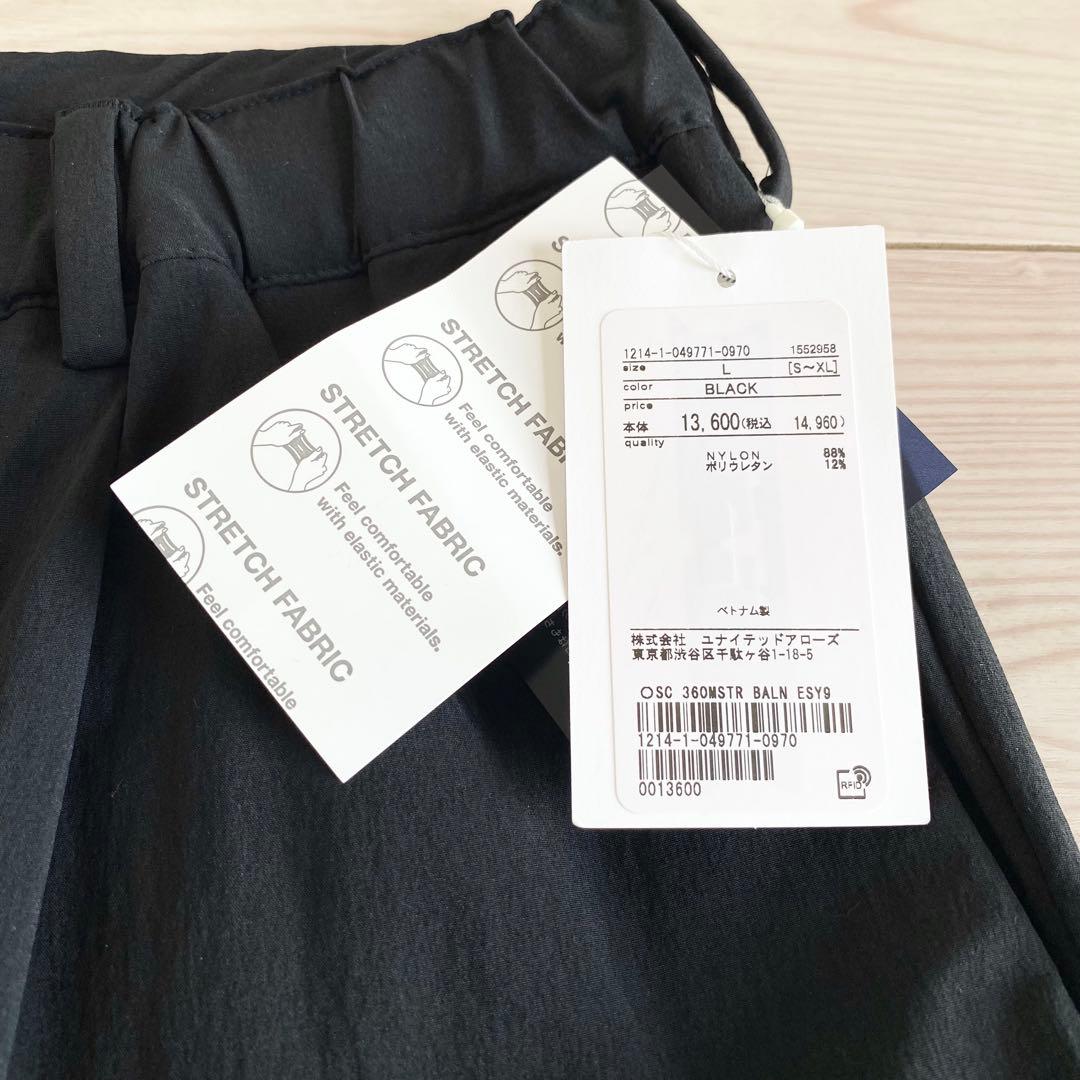 1214-1-049771-0970 1552958
size L [S～XL]
color BLACK
price
本体 13,600(税込 14,960)
quality
NYLON 88%
ポリウレタン 12%
ベトナム製
株式会社 ユナイテッドアローズ
東京都渋谷区千駄ヶ谷1-18-5
○SC 360MSTR BALN ESY9
1214-1-049771-0970
0013600
RFID
STRETCH FABRIC
Feel comfortable
with elastic materials.
STRETCH FABRIC
Feel comfortable
with elastic materials.
STRETCH FABRIC
Feel comfortable